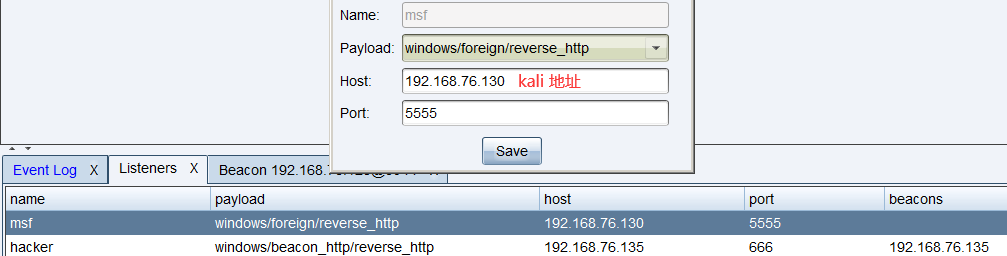 Name: msf
Payload: windows/foreign/reverse_http
Host: 192.168.76.130 kali 地址
Port: 5555
Save
Event Log X Listeners X Beacon 192.168.76
name payload host port beacons
msf windows/foreign/reverse_http 192.168.76.130 5555
hacker windows/beacon_http/reverse_http 192.168.76.135 666 192.168.76.135